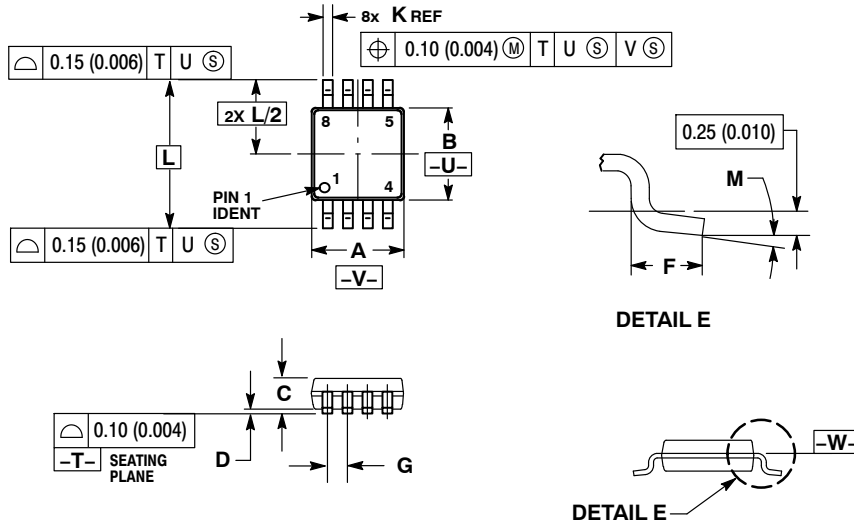 8x K REF
0.10 (0.004) Ⓜ T U Ⓢ V Ⓢ
0.15 (0.006) T U Ⓢ
2X L/2
8 5
B
L
–U–
1
4
PIN 1
IDENT
0.15 (0.006) T U Ⓢ
A
–V–
0.25 (0.010)
M
F
DETAIL E
C
0.10 (0.004)
–T– SEATING
PLANE
D
G
–W–
DETAIL E